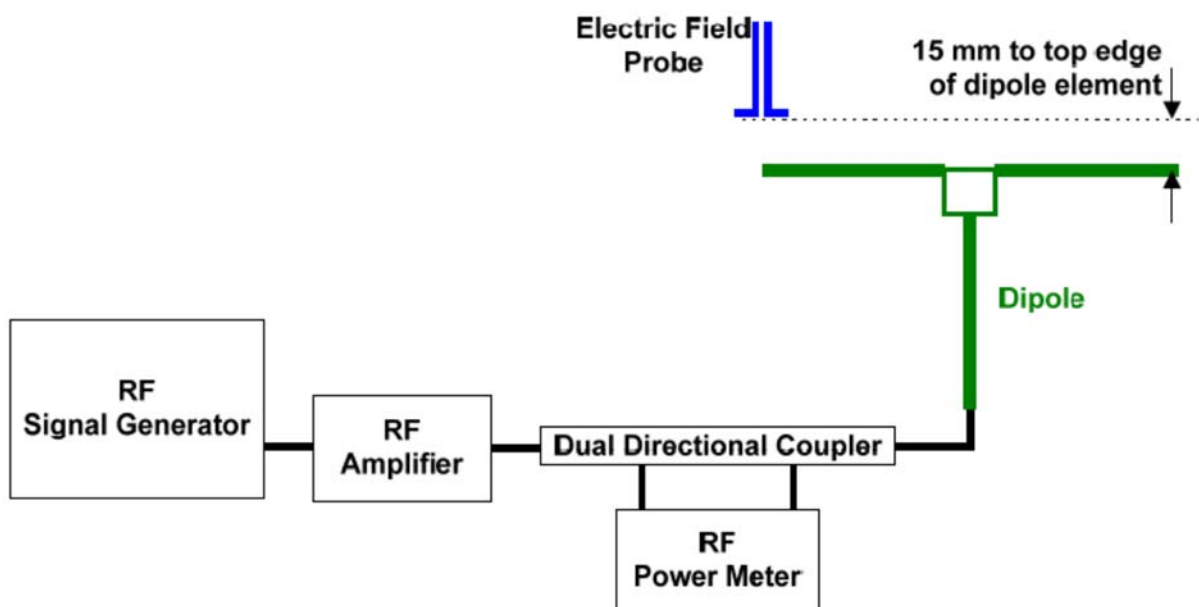 Electric Field
Probe
15 mm to top edge
of dipole element
Dipole
RF
Signal Generator
RF
Amplifier
Dual Directional Coupler
RF
Power Meter